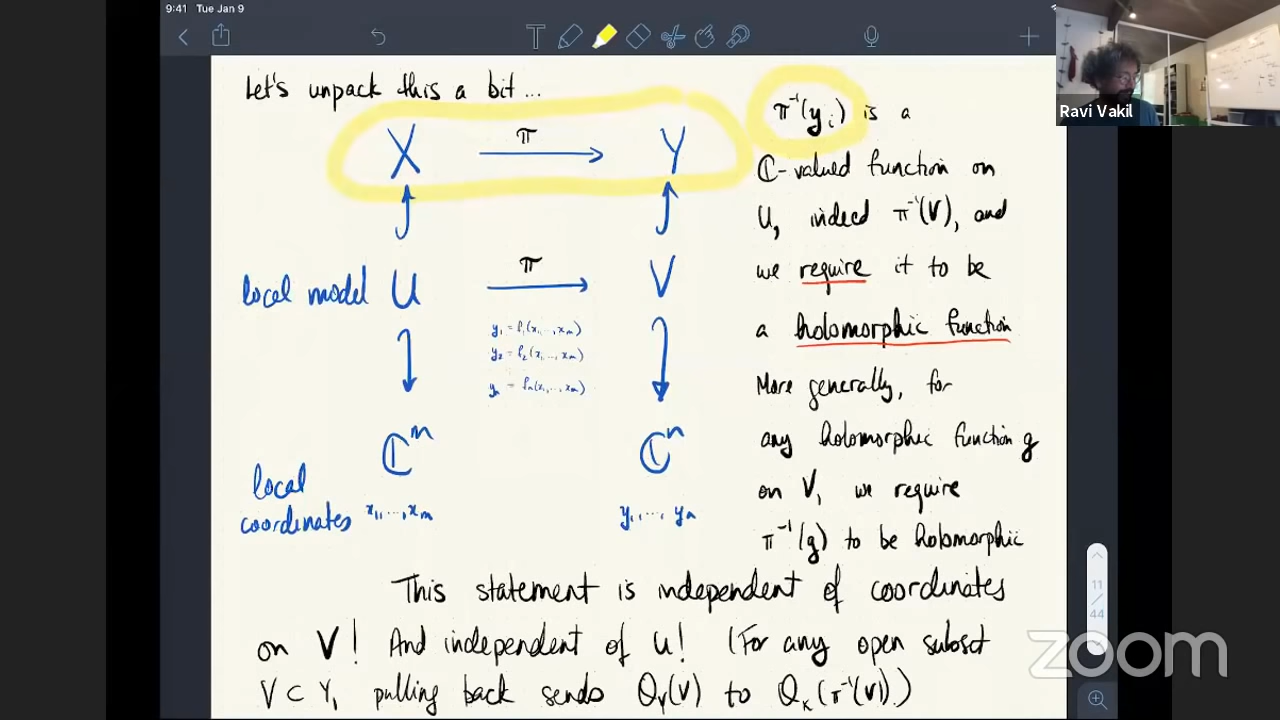 9:41 Tue Jan 9
Let's unpack this a bit...
X π Y
local model U π V
y₁ = f₁(x₁,...,xₘ)
y₂ = f₂(x₁,...,xₘ)
yₙ = fₙ(x₁,...,xₘ)
ℂᵐ ℂⁿ
local
coordinates x₁,...,xₘ y₁,..., yₙ
π⁻¹(yᵢ) is a
ℂ-valued function on
U, indeed π⁻¹(V), and
we require it to be
a holomorphic function
More generally, for
any holomorphic function g
on V, we require
π⁻¹(g) to be holomorphic
This statement is independent of coordinates
on V! And independent of U! (For any open subset
V ⊂ Y, pulling back sends O_Y(V) to O_X(π⁻¹(V)).)
Ravi Vakil
11
/
44
zoom